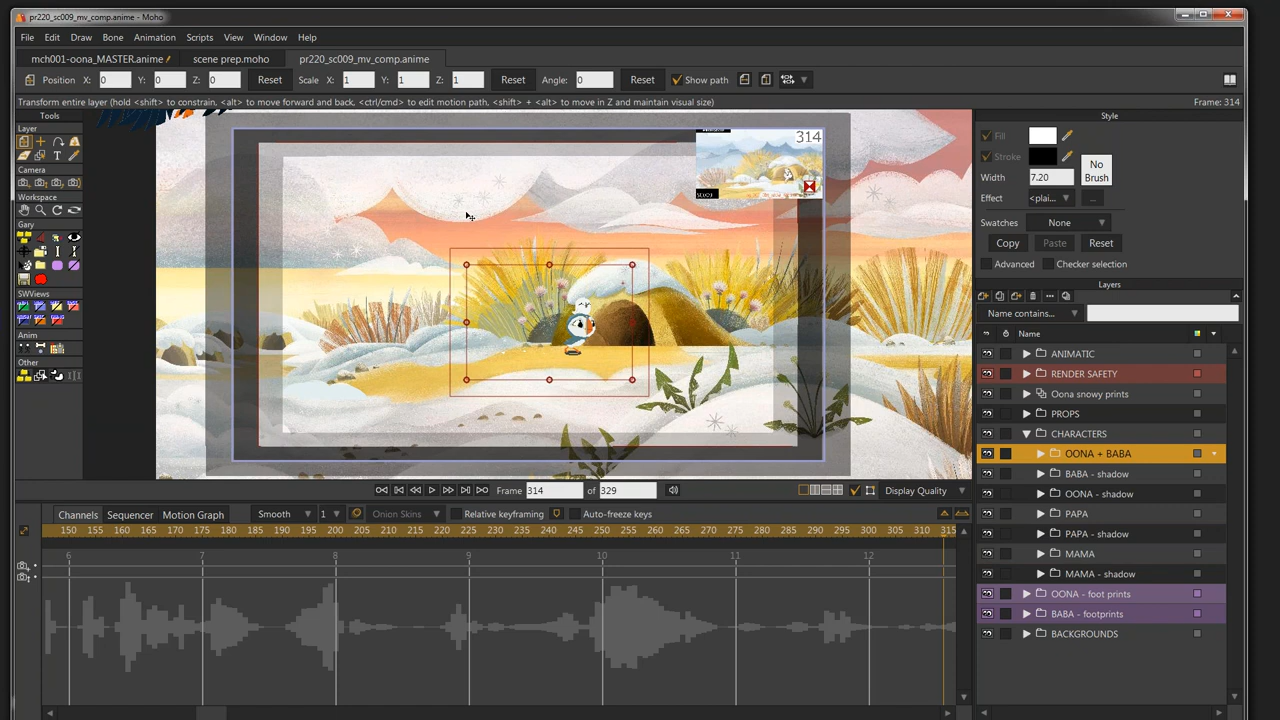 pr220_sc009_mv_comp.anime - Moho
File Edit Draw Bone Animation Scripts View Window Help
mch001-oona_MASTER.anime scene prep.moho pr220_sc009_mv_comp.anime
Position X: 0 Y: 0 Z: 0 Reset Scale X: 1 Y: 1 Z: 1 Reset Angle: 0 Reset Show path
Transform entire layer (hold <shift> to constrain, <alt> to move forward and back, <ctrl/cmd> to edit motion path, <shift> + <alt> to move in Z and maintain visual size) Frame: 314
Tools
Layer
Camera
Workspace
Gary
SWViews
Anim
Other
314
Style
Fill
Stroke
No Brush
Width 7.20
Effect <plai... ...
Swatches None
Copy Paste Reset
Advanced Checker selection
Layers
Name contains...
Name
ANIMATIC
RENDER SAFETY
Oona snowy prints
PROPS
CHARACTERS
OONA + BABA
BABA - shadow
OONA - shadow
PAPA
PAPA - shadow
MAMA
MAMA - shadow
OONA - foot prints
BABA - footprints
BACKGROUNDS
Frame 314 of 329 Display Quality
Channels Sequencer Motion Graph Smooth 1 Onion Skins Relative keyframing Auto-freeze keys
150 155 160 165 170 175 180 185 190 195 200 205 210 215 220 225 230 235 240 245 250 255 260 265 270 275 280 285 290 295 300 305 310 315
6 7 8 9 10 11 12